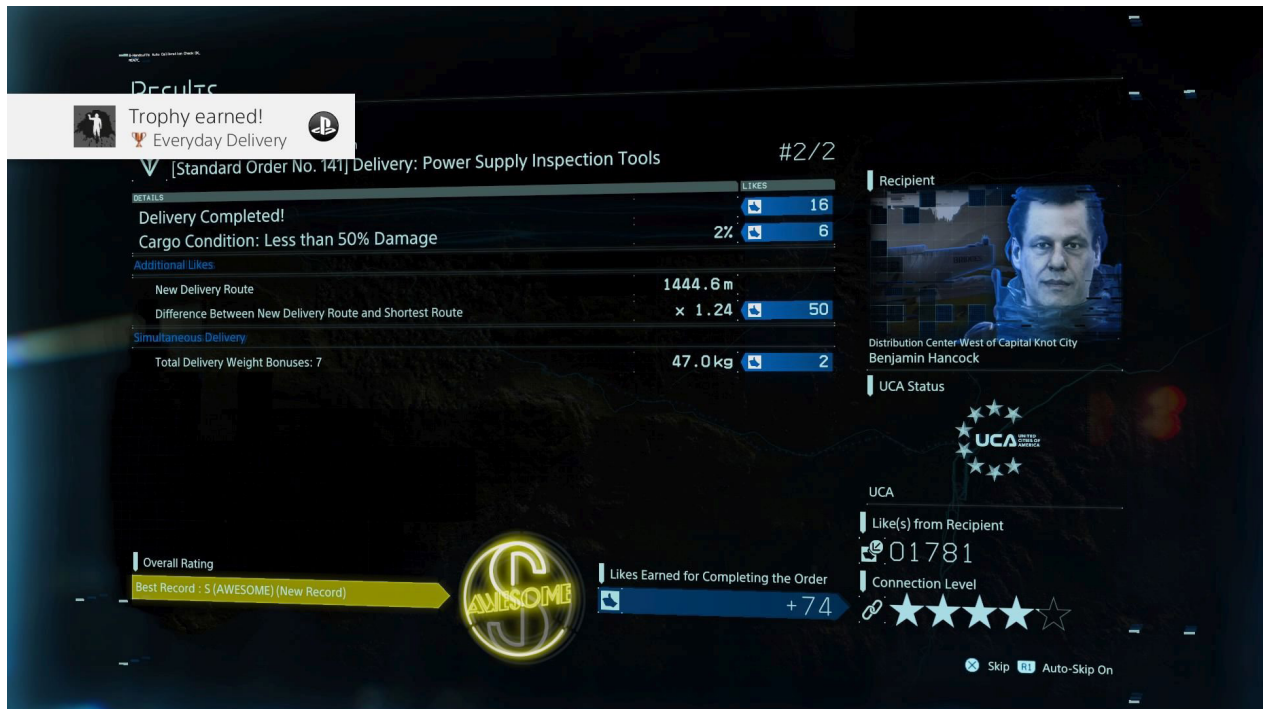 Results
Trophy earned!
Everyday Delivery
[Standard Order No. 141] Delivery: Power Supply Inspection Tools
#2/2
DETAILS
LIKES
Delivery Completed!
16
Cargo Condition: Less than 50% Damage
2%
6
Additional Likes
New Delivery Route
1444.6 m
Difference Between New Delivery Route and Shortest Route
× 1.24
50
Simultaneous Delivery
Total Delivery Weight Bonuses: 7
47.0 kg
2
Recipient
Distribution Center West of Capital Knot City
Benjamin Hancock
UCA Status
UCA UNITED CITIES OF AMERICA
UCA
Like(s) from Recipient
01781
Connection Level
Overall Rating
Best Record : S (AWESOME) (New Record)
S
AWESOME
Likes Earned for Completing the Order
+74
Skip
R1 Auto-Skip On